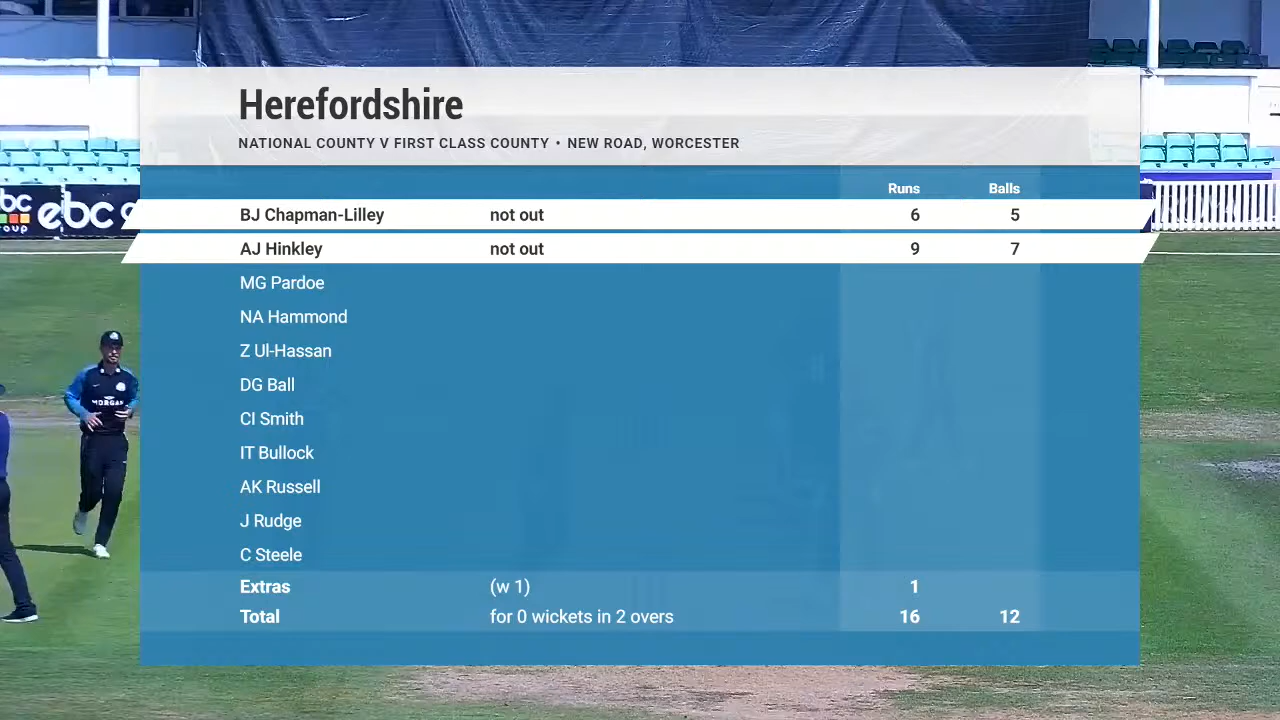 Herefordshire
NATIONAL COUNTY V FIRST CLASS COUNTY • NEW ROAD, WORCESTER
Runs Balls
BJ Chapman-Lilley not out 6 5
AJ Hinkley not out 9 7
MG Pardoe
NA Hammond
Z Ul-Hassan
DG Ball
CI Smith
IT Bullock
AK Russell
J Rudge
C Steele
Extras (w 1) 1
Total for 0 wickets in 2 overs 16 12
ebc
MORGAN